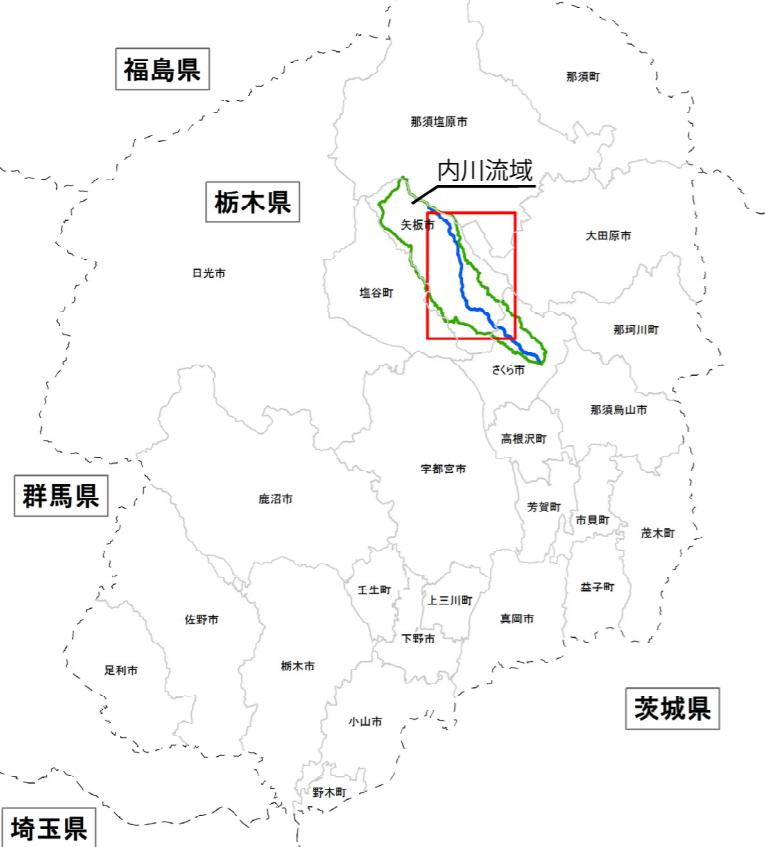 福島県
那須町
那須塩原市
内川流域
栃木県
矢板市
大田原市
日光市
塩谷町
那珂川町
さくら市
那須烏山市
高根沢町
宇都宮市
群馬県
鹿沼市
芳賀町
市貝町
茂木町
壬生町
上三川町
益子町
佐野市
真岡市
下野市
足利市
栃木市
茨城県
小山市
野木町
埼玉県